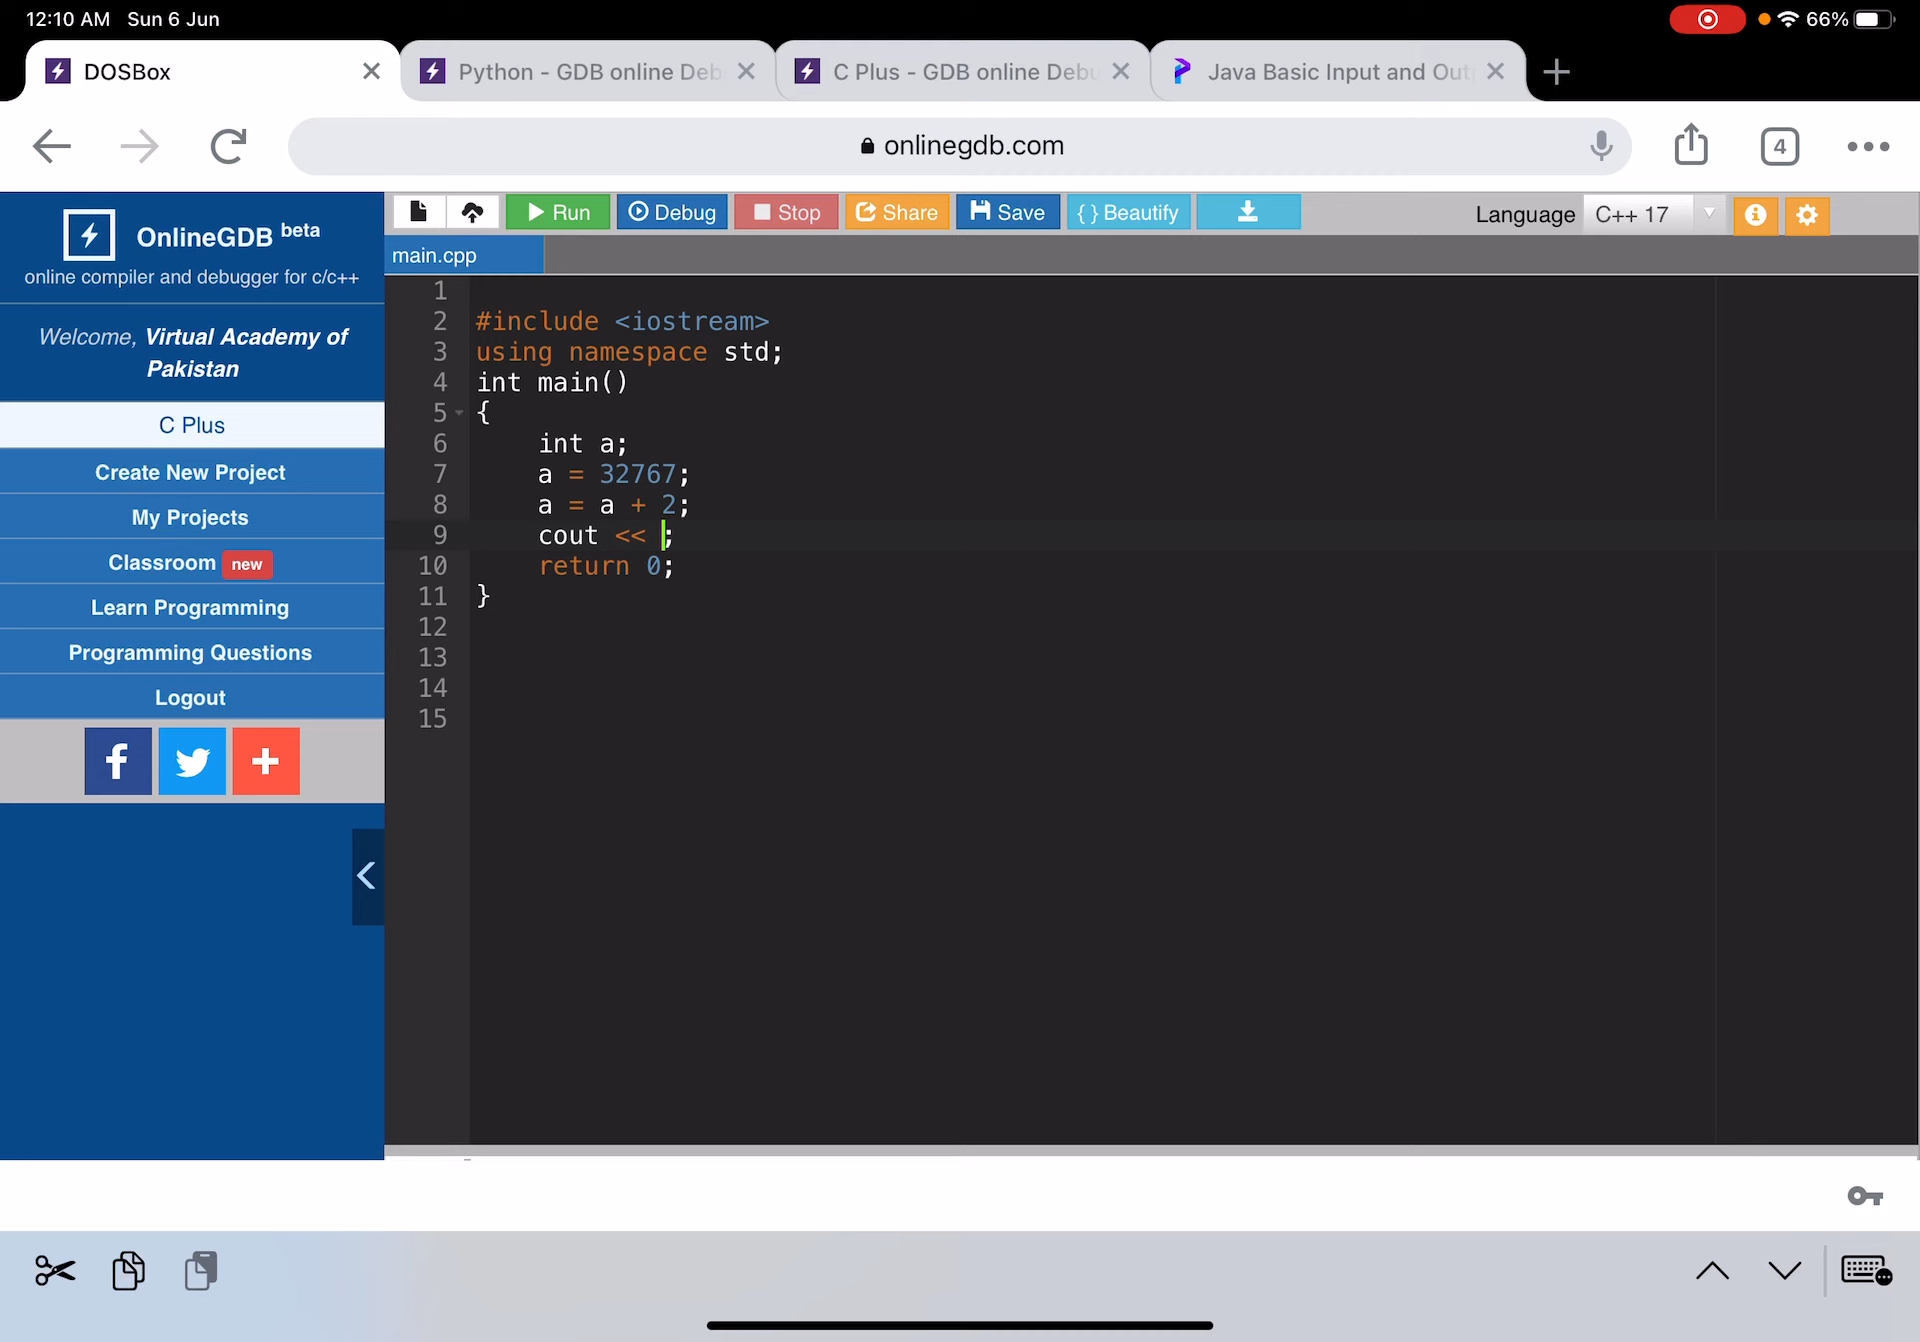 12:10 AM Sun 6 Jun
66%
DOSBox
Python - GDB online Deb
C Plus - GDB online Debu
Java Basic Input and Out
onlinegdb.com
4
OnlineGDB beta
online compiler and debugger for c/c++
Welcome, Virtual Academy of
Pakistan
C Plus
Create New Project
My Projects
Classroom new
Learn Programming
Programming Questions
Logout
Run
Debug
Stop
Share
Save
{ } Beautify
Language C++ 17
main.cpp
1
2 #include <iostream>
3 using namespace std;
4 int main()
5 {
6 int a;
7 a = 32767;
8 a = a + 2;
9 cout << ;
10 return 0;
11 }
12
13
14
15